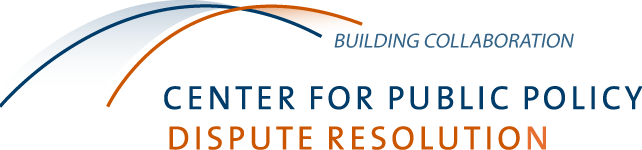 BUILDING COLLABORATION
CENTER FOR PUBLIC POLICY
DISPUTE RESOLUTION